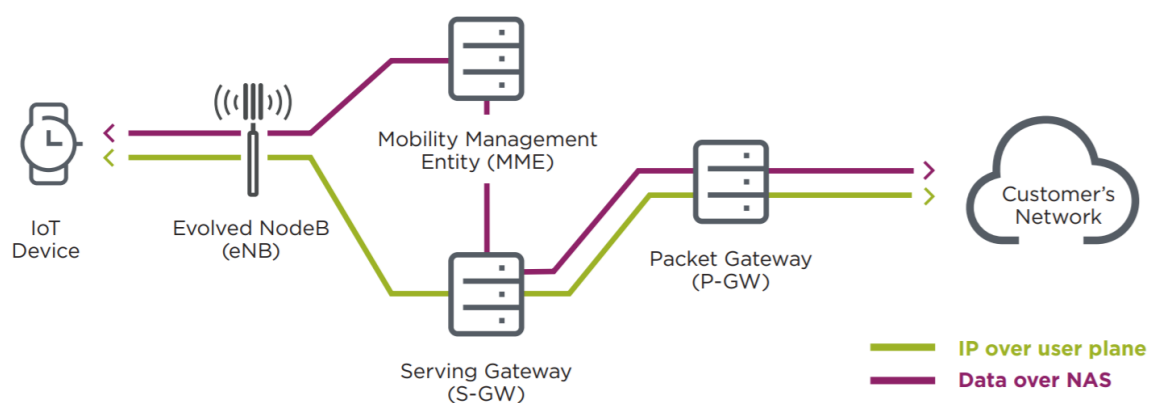 Mobility Management
Entity (MME)
IoT
Device
Evolved NodeB
(eNB)
Packet Gateway
(P-GW)
Customer's
Network
Serving Gateway
(S-GW)
IP over user plane
Data over NAS